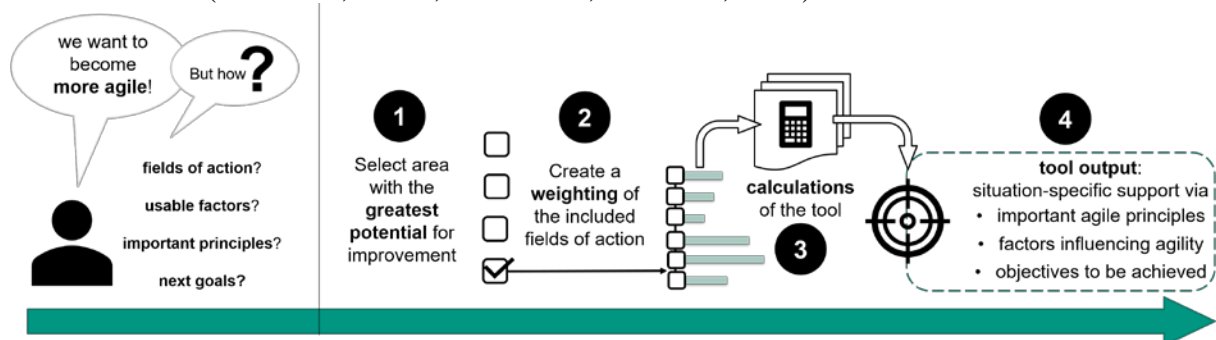 we want to
become
more agile!
But how ?
fields of action?
usable factors?
important principles?
next goals?
1
Select area
with the
greatest
potential for
improvement
2
Create a
weighting of
the included
fields of action
calculations
of the tool
3
4
tool output:
situation-specific support via
• important agile principles
• factors influencing agility
• objectives to be achieved